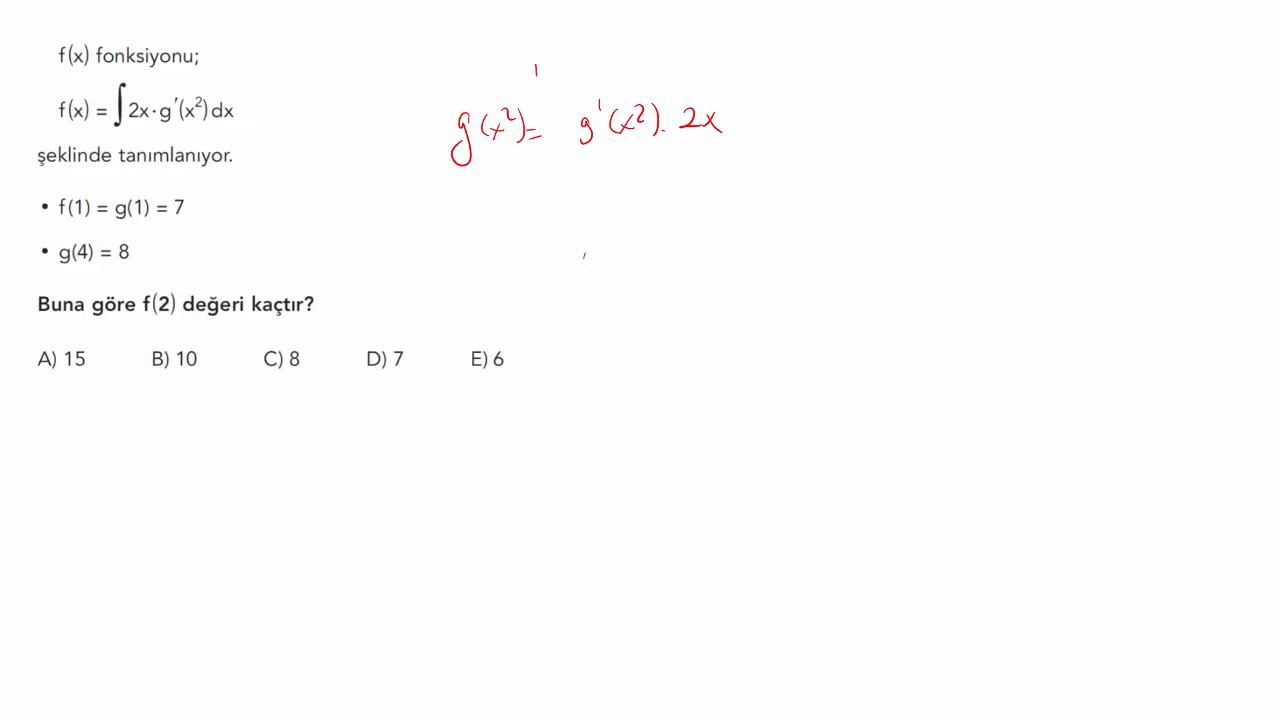 f(x) fonksiyonu;
f(x) = ∫ 2x · g′(x²) dx
şeklinde tanımlanıyor.
• f(1) = g(1) = 7
• g(4) = 8
Buna göre f(2) değeri kaçtır?
A) 15 B) 10 C) 8 D) 7 E) 6
g(x²)' = g'(x²) . 2x